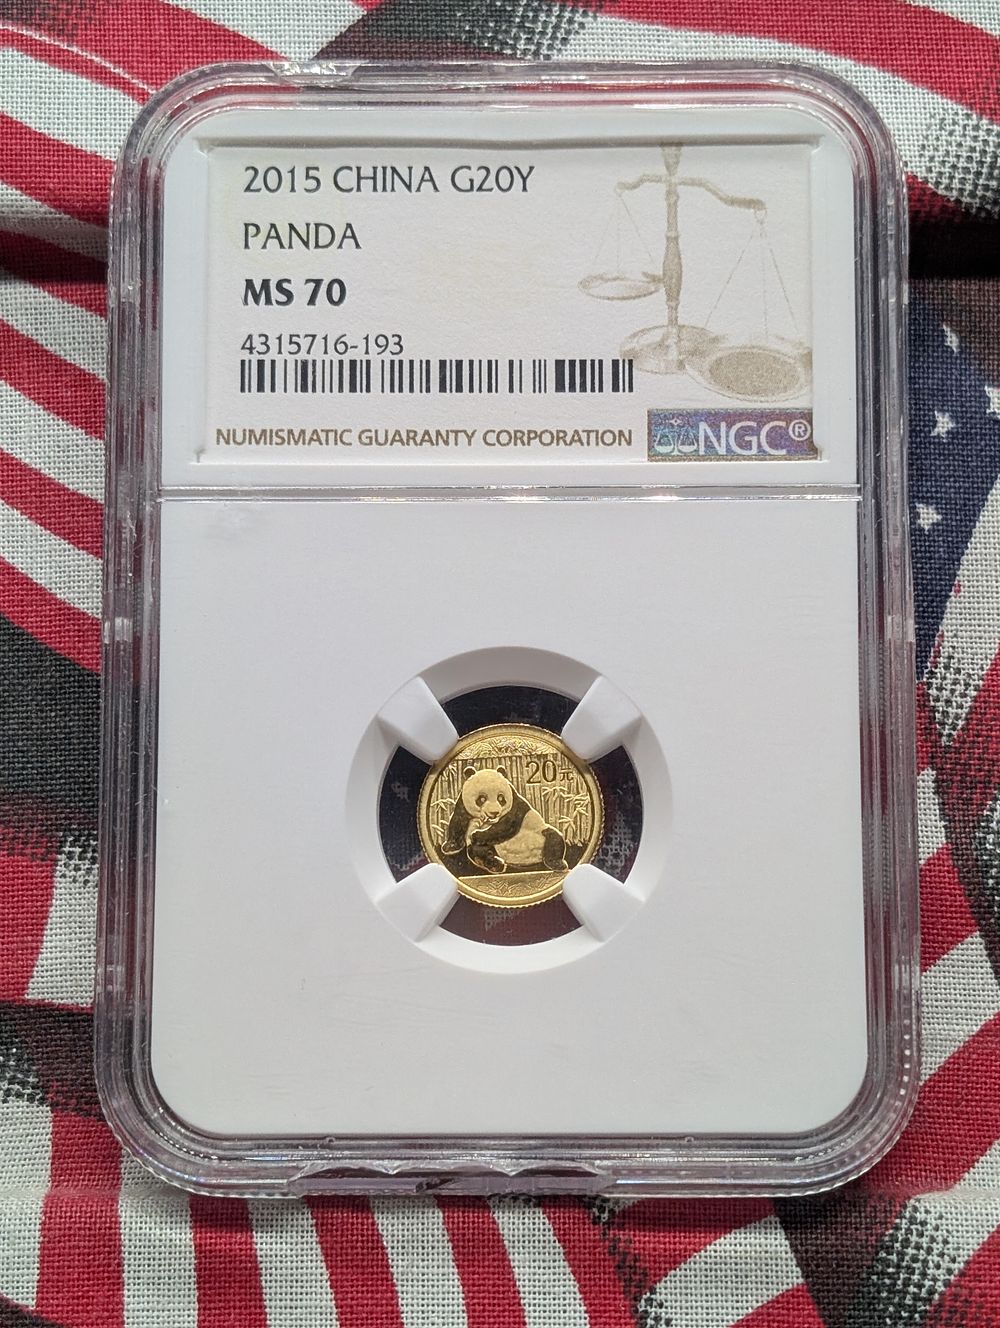 2015 CHINA G20Y
PANDA
MS 70
4315716-193
NUMISMATIC GUARANTY CORPORATION
NGC®
20元